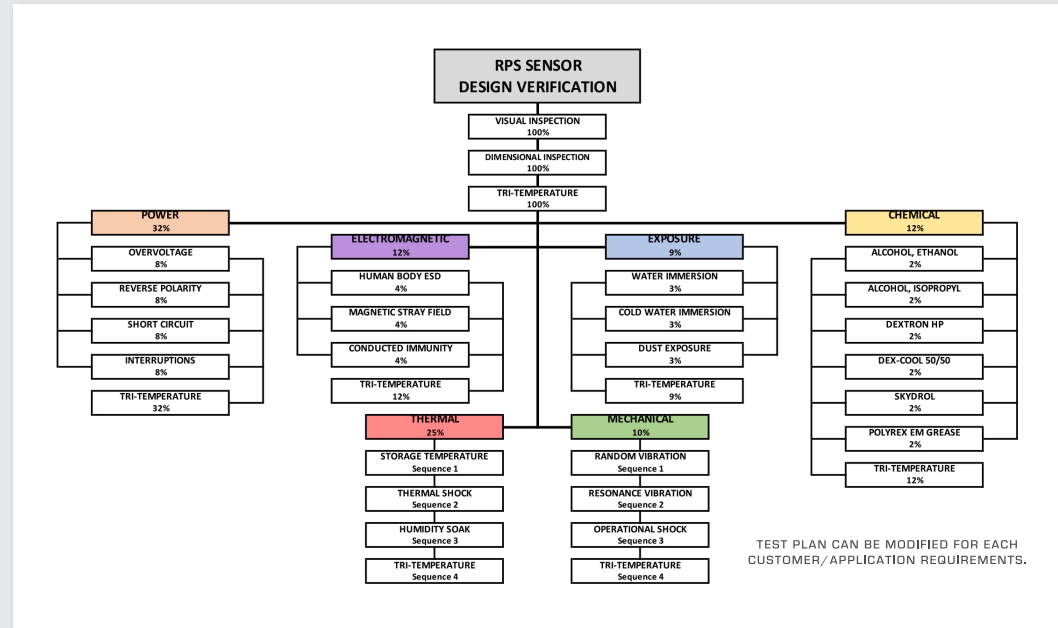 RPS SENSOR
DESIGN VERIFICATION
VISUAL INSPECTION
100%
DIMENSIONAL INSPECTION
100%
TRI-TEMPERATURE
100%
POWER
32%
OVERVOLTAGE
8%
REVERSE POLARITY
8%
SHORT CIRCUIT
8%
INTERRUPTIONS
8%
TRI-TEMPERATURE
32%
ELECTROMAGNETIC
12%
HUMAN BODY ESD
4%
MAGNETIC STRAY FIELD
4%
CONDUCTED IMMUNITY
4%
TRI-TEMPERATURE
12%
EXPOSURE
9%
WATER IMMERSION
3%
COLD WATER IMMERSION
3%
DUST EXPOSURE
3%
TRI-TEMPERATURE
9%
CHEMICAL
12%
ALCOHOL, ETHANOL
2%
ALCOHOL, ISOPROPYL
2%
DEXTRON HP
2%
DEX-COOL 50/50
2%
SKYDROL
2%
POLYREX EM GREASE
2%
TRI-TEMPERATURE
12%
THERMAL
25%
STORAGE TEMPERATURE
Sequence 1
THERMAL SHOCK
Sequence 2
HUMIDITY SOAK
Sequence 3
TRI-TEMPERATURE
Sequence 4
MECHANICAL
10%
RANDOM VIBRATION
Sequence 1
RESONANCE VIBRATION
Sequence 2
OPERATIONAL SHOCK
Sequence 3
TRI-TEMPERATURE
Sequence 4
TEST PLAN CAN BE MODIFIED FOR EACH
CUSTOMER/APPLICATION REQUIREMENTS.